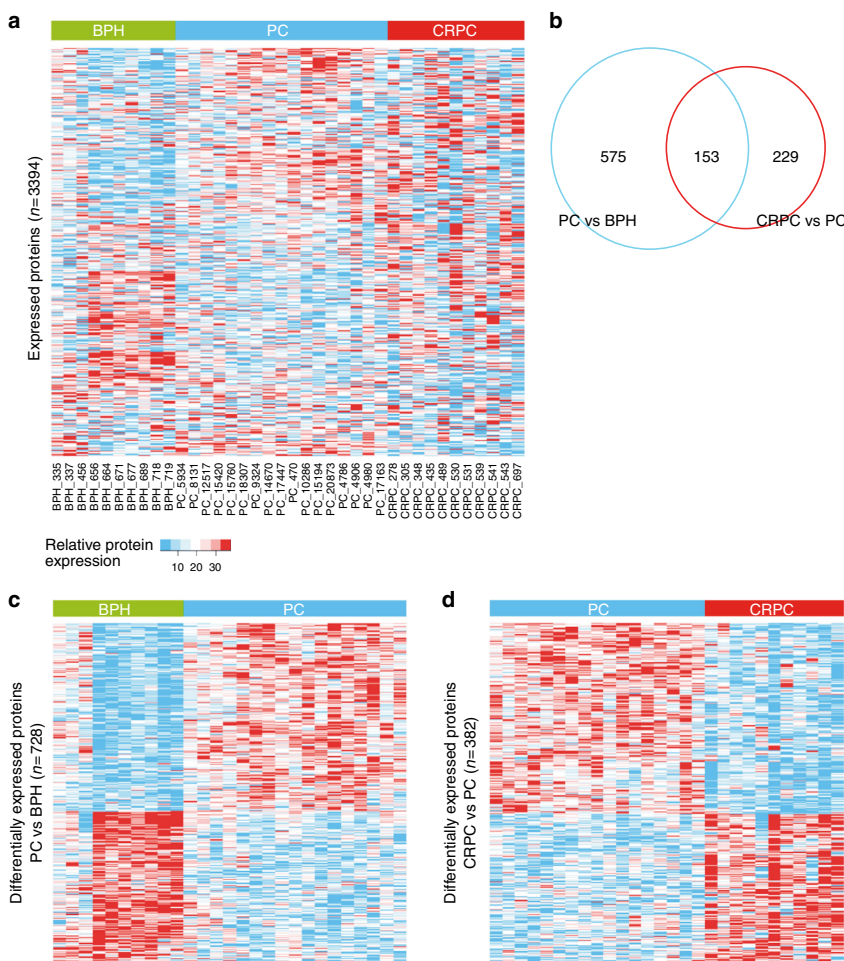 a
BPH PC CRPC
Expressed proteins (n=3394)
BPH_335
BPH_337
BPH_456
BPH_656
BPH_664
BPH_671
BPH_677
BPH_689
BPH_718
BPH_719
PC_5934
PC_8131
PC_12517
PC_15420
PC_15760
PC_18307
PC_9324
PC_14670
PC_17447
PC_470
PC_10286
PC_15194
PC_20873
PC_4786
PC_4906
PC_4980
PC_17163
CRPC_278
CRPC_305
CRPC_348
CRPC_435
CRPC_489
CRPC_530
CRPC_531
CRPC_539
CRPC_541
CRPC_543
CRPC_697
Relative protein
expression
10 20 30
b
575 153 229
PC vs BPH CRPC vs PC
c
BPH PC
Differentially expressed proteins
PC vs BPH (n=728)
d
PC CRPC
Differentially expressed proteins
CRPC vs PC (n=382)